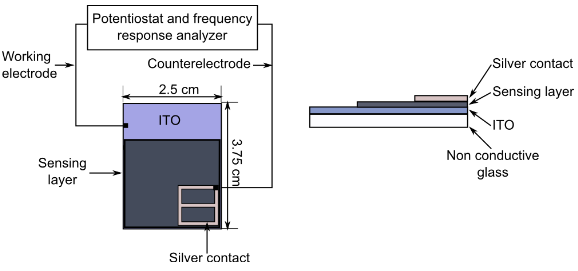 Potentiostat and frequency
response analyzer
Working
electrode
Counterelectrode
2.5 cm
ITO
3.75 cm
Sensing
layer
Silver contact
Silver contact
Sensing layer
ITO
Non conductive
glass